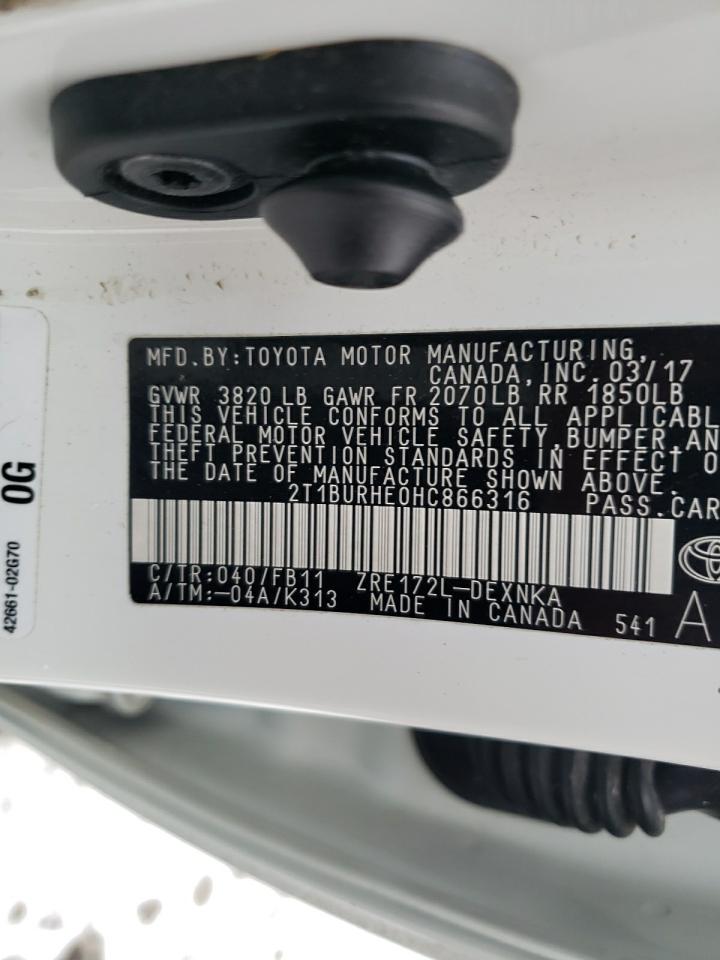 MFD.BY:TOYOTA MOTOR MANUFACTURING,
CANADA,INC. 03/17
GVWR 3820 LB GAWR FR 2070LB RR 1850LB
THIS VEHICLE CONFORMS TO ALL APPLICABL
FEDERAL MOTOR VEHICLE SAFETY,BUMPER AN
THEFT PREVENTION STANDARDS IN EFFECT O
THE DATE OF MANUFACTURE SHOWN ABOVE.
2T1BURHE0HC866316 PASS.CAR
C/TR:040/FB11 ZRE172L-DEXNKA
A/TM:-04A/K313 MADE IN CANADA 541 A
0G
42661-02G70